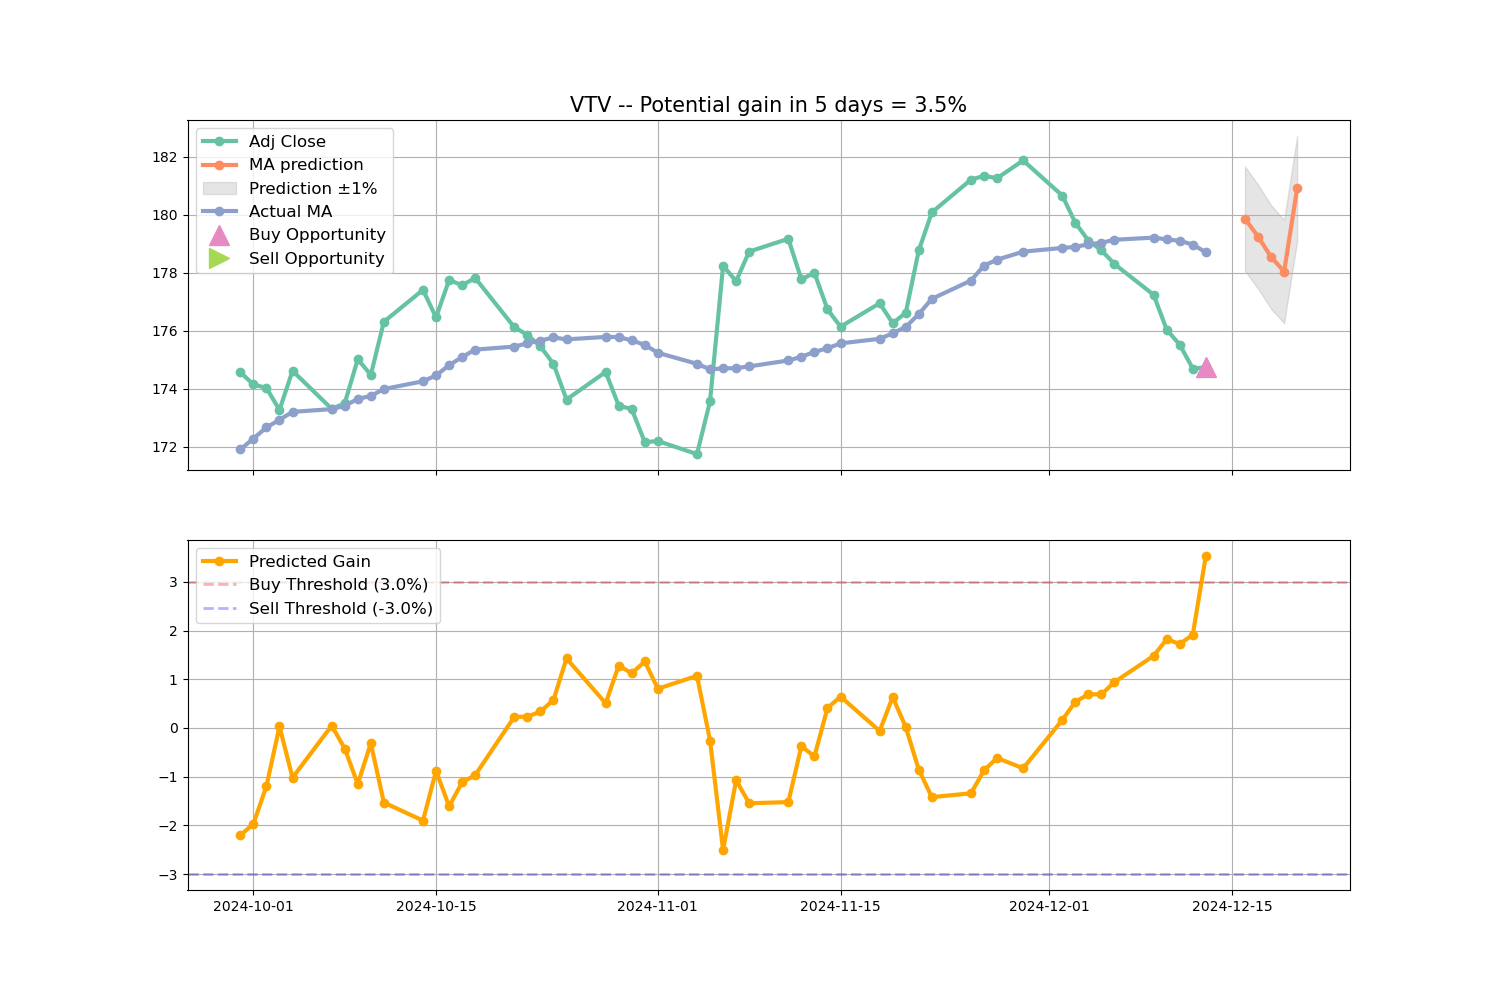 VTV -- Potential gain in 5 days = 3.5%
Adj Close
MA prediction
Prediction ±1%
Actual MA
Buy Opportunity
Sell Opportunity
182
180
178
176
174
172
Predicted Gain
Buy Threshold (3.0%)
Sell Threshold (-3.0%)
3
2
1
0
−1
−2
−3
2024-10-01
2024-10-15
2024-11-01
2024-11-15
2024-12-01
2024-12-15